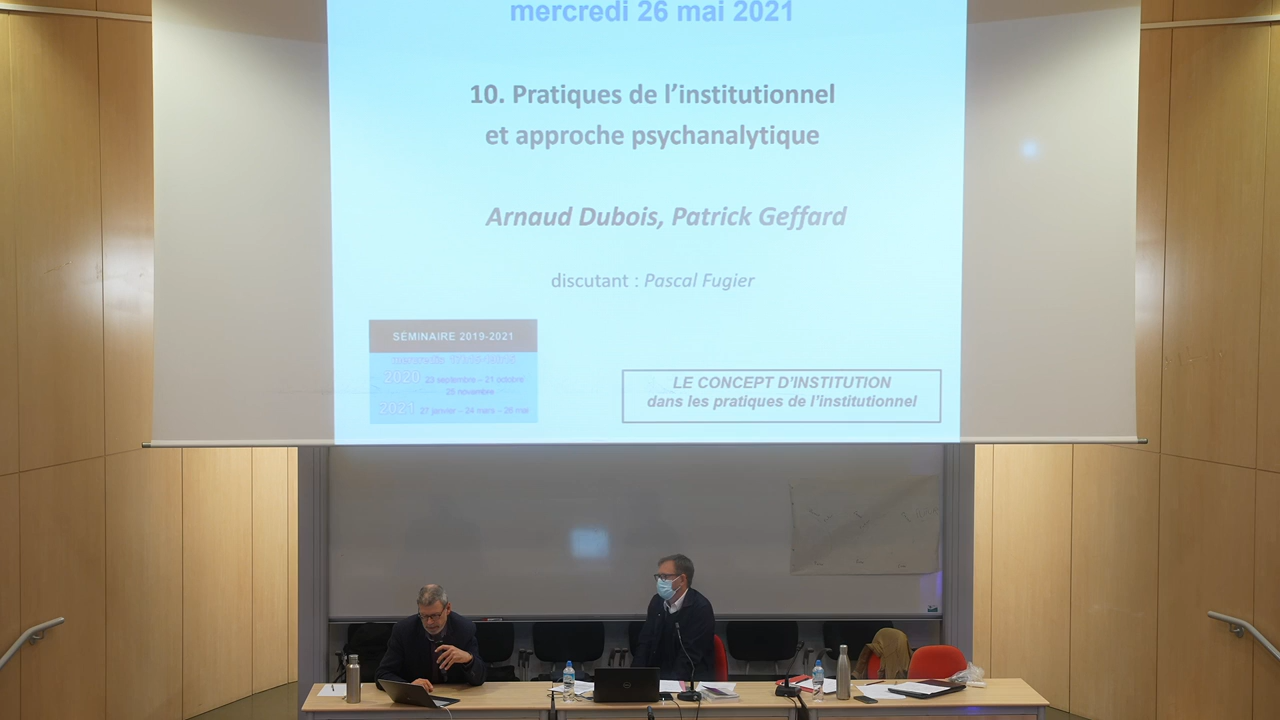 mercredi 26 mai 2021
10. Pratiques de l'institutionnel
et approche psychanalytique
Arnaud Dubois, Patrick Geffard
discutant : Pascal Fugier
SÉMINAIRE 2019-2021
2020 23 septembre – 21 octobre
25 novembre
2021 27 janvier – 24 mars – 26 mai
LE CONCEPT D'INSTITUTION
dans les pratiques de l'institutionnel